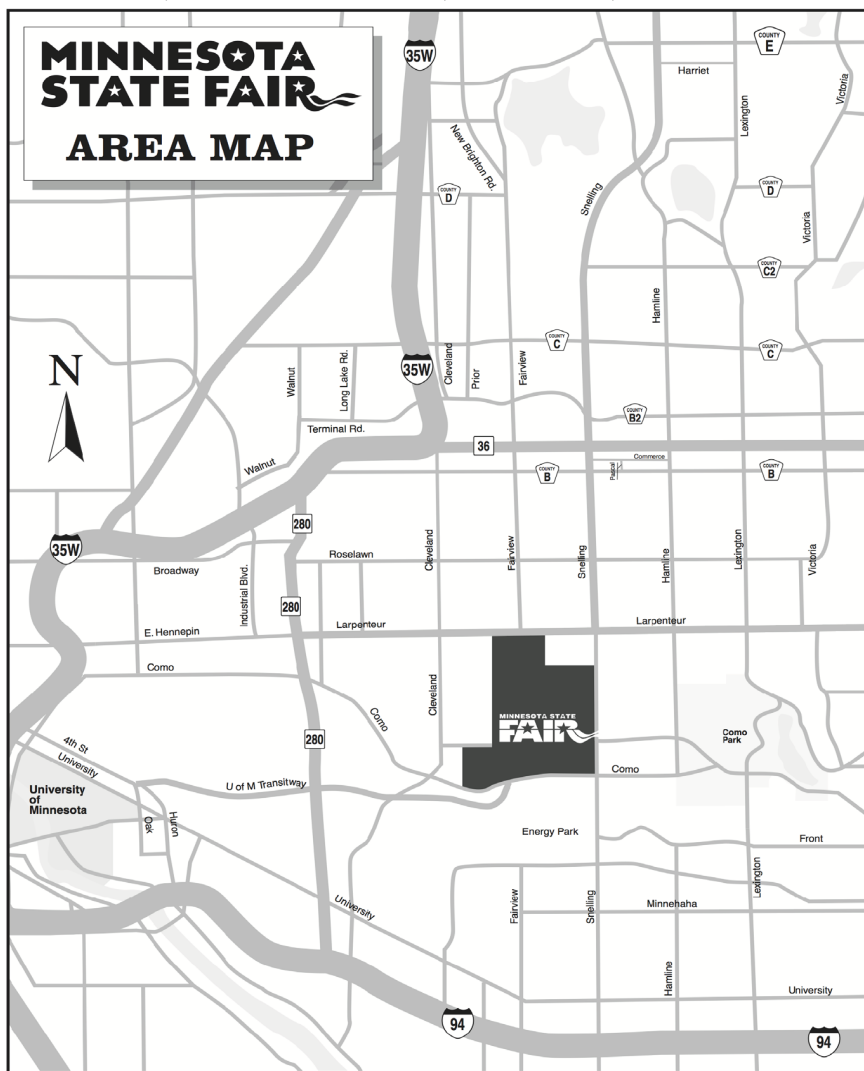 MINNESOTA
STATE FAIR
AREA MAP
35W
COUNTY
E
Harriet
Lexington
Victoria
New Brighton Rd.
COUNTY
D
Snelling
COUNTY
D
Victoria
COUNTY
C2
Hamline
N
35W
Cleveland
Prior
Fairview
COUNTY
C
COUNTY
C
Walnut
Long Lake Rd.
Terminal Rd.
COUNTY
B2
36
Walnut
COUNTY
B
Commerce
Pascal
COUNTY
B
280
35W
Broadway
Roselawn
Cleveland
Fairview
Snelling
Hamline
Lexington
Victoria
Industrial Blvd.
280
E. Hennepin
Larpenteur
Larpenteur
Como
Cleveland
Como
MINNESOTA STATE
FAIR
Como
Park
280
4th St
University
University
of
Minnesota
U of M Transitway
Como
Oak
Huron
Energy Park
Front
Lexington
University
Fairview
Snelling
Minnehaha
Hamline
University
94
94